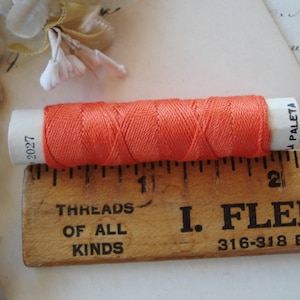 2027
A PALETA
1
2
THREADS
OF ALL
KINDS
I. FLE
316-318